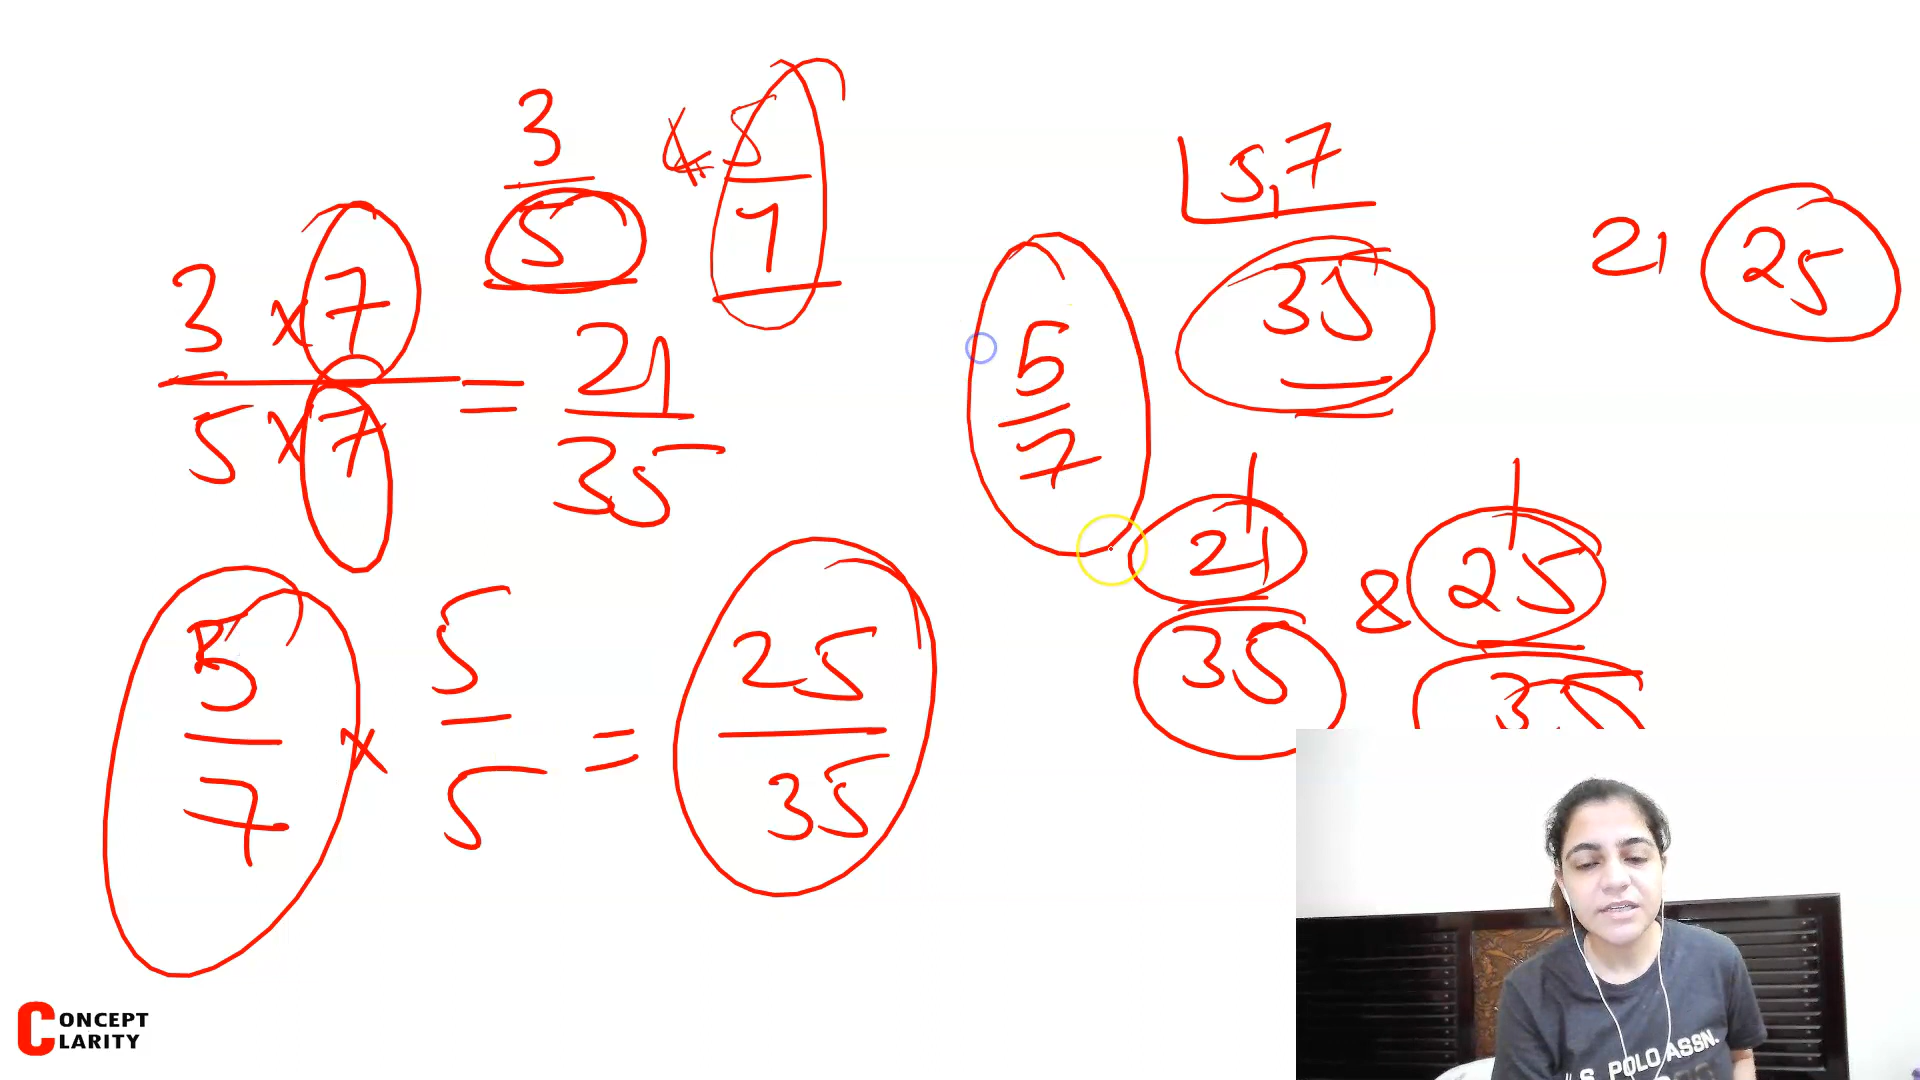 3/5 & 5/7
3 × 7 / 5 × 7 = 21/35
5/7 × 5/5 = 25/35
5,7
35
5/7
21 25
21/35 & 25/35
CONCEPT
CLARITY
U.S. POLO ASSN.